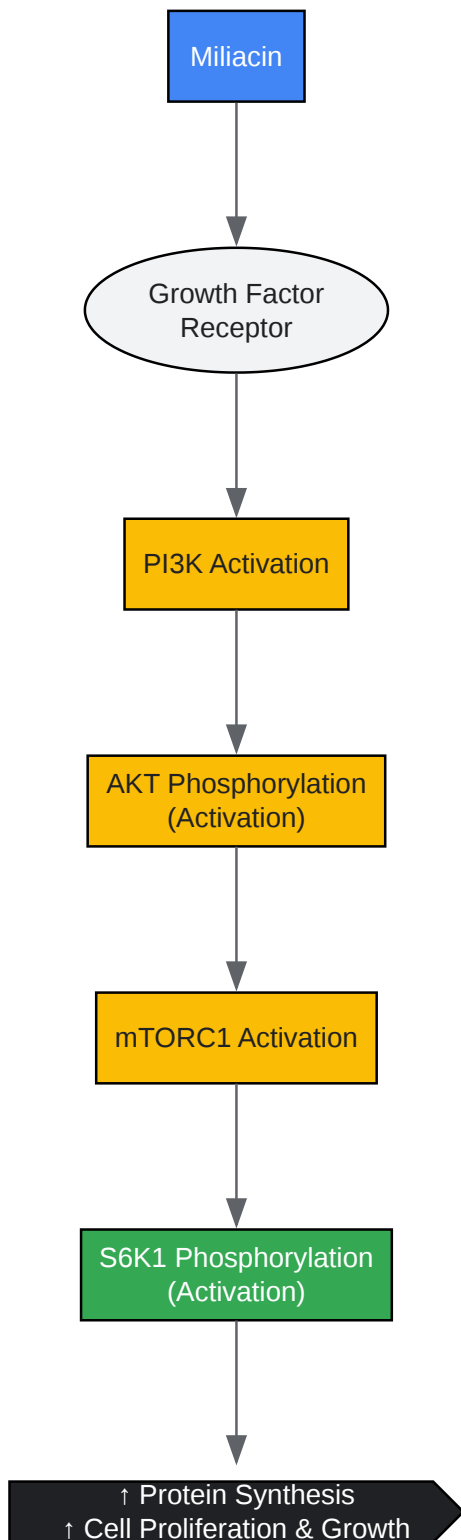 Miliacin
Growth Factor
Receptor
PI3K Activation
AKT Phosphorylation
(Activation)
mTORC1 Activation
S6K1 Phosphorylation
(Activation)
↑ Protein Synthesis
↑ Cell Proliferation & Growth